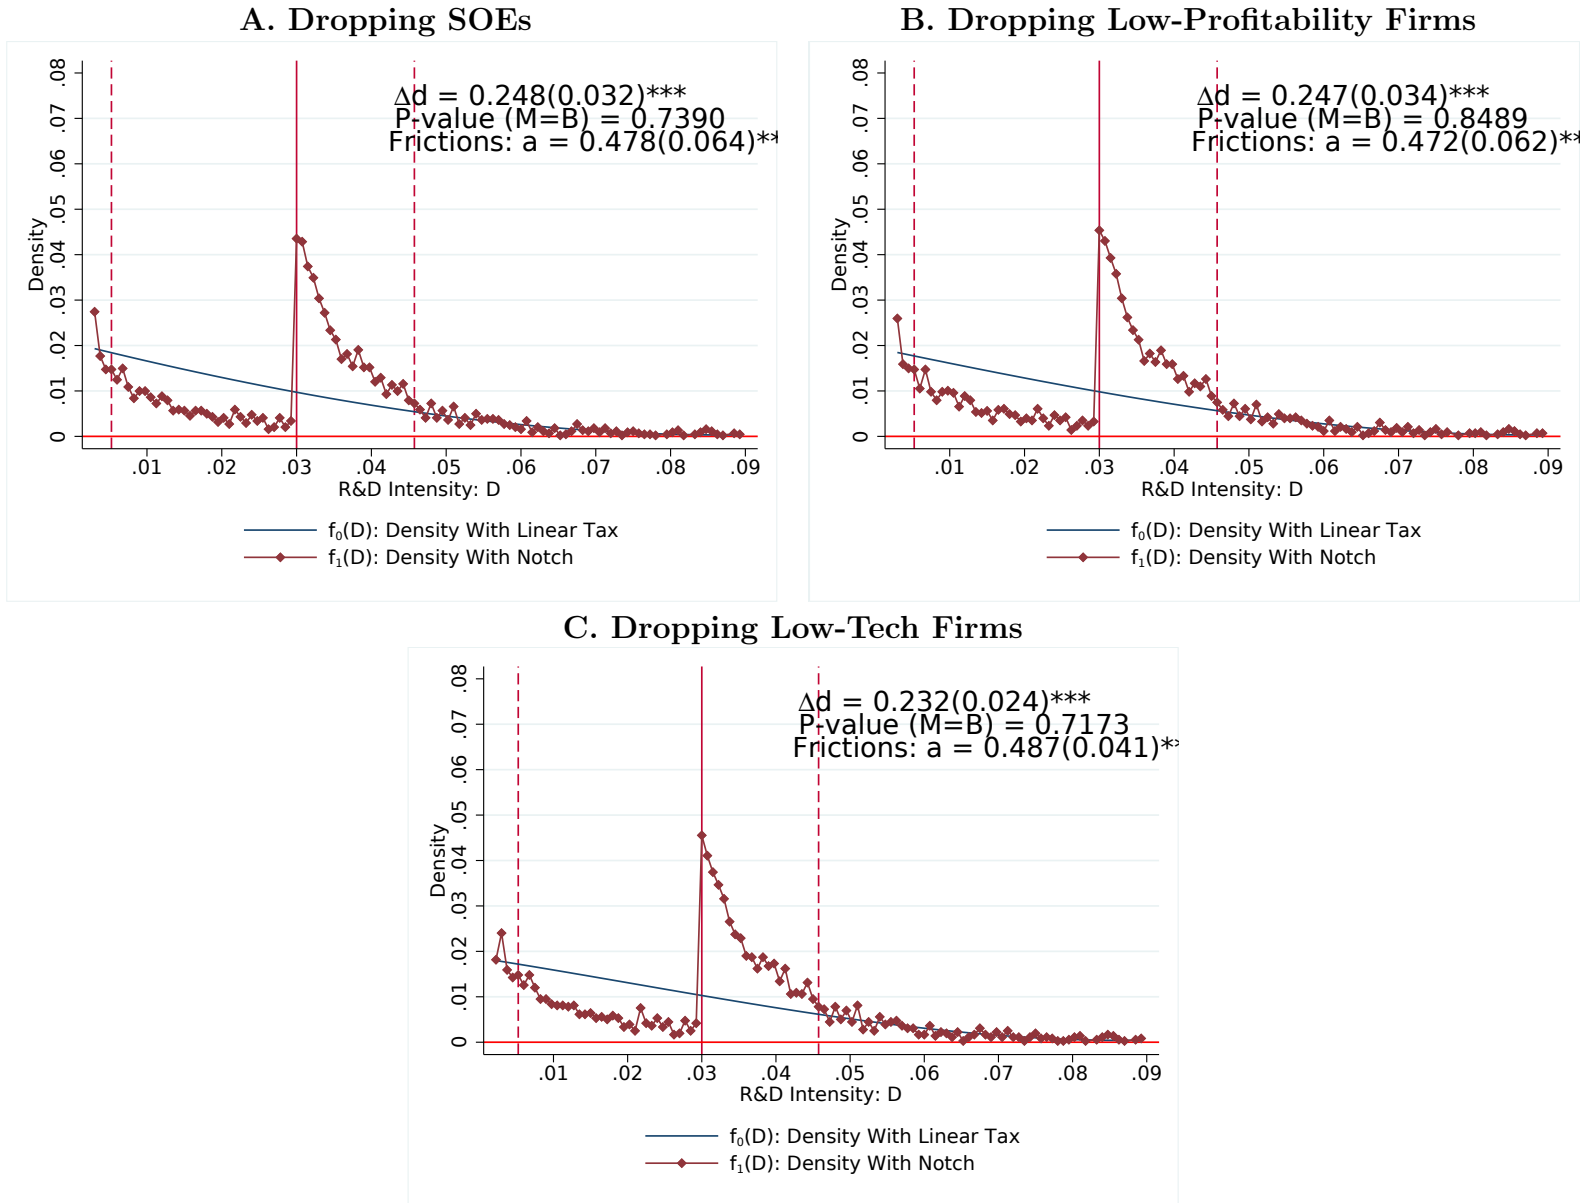 A. Dropping SOEs
Δd = 0.248(0.032)***
P-value (M=B) = 0.7390
Frictions: a = 0.478(0.064)**
Density
0 .01 .02 .03 .04 .05 .06 .07 .08
.01 .02 .03 .04 .05 .06 .07 .08 .09
R&D Intensity: D
f₀(D): Density With Linear Tax
f₁(D): Density With Notch
B. Dropping Low-Profitability Firms
Δd = 0.247(0.034)***
P-value (M=B) = 0.8489
Frictions: a = 0.472(0.062)**
Density
0 .01 .02 .03 .04 .05 .06 .07 .08
.01 .02 .03 .04 .05 .06 .07 .08 .09
R&D Intensity: D
f₀(D): Density With Linear Tax
f₁(D): Density With Notch
C. Dropping Low-Tech Firms
Δd = 0.232(0.024)***
P-value (M=B) = 0.7173
Frictions: a = 0.487(0.041)**
Density
0 .01 .02 .03 .04 .05 .06 .07 .08
.01 .02 .03 .04 .05 .06 .07 .08 .09
R&D Intensity: D
f₀(D): Density With Linear Tax
f₁(D): Density With Notch